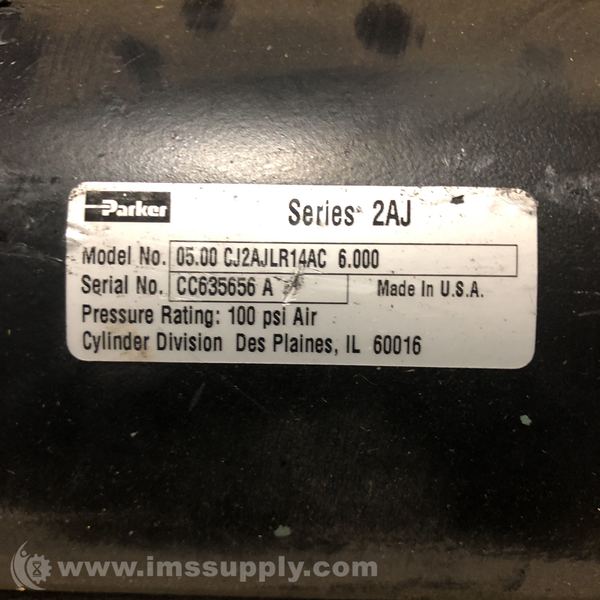 Parker Series 2AJ
Model No. 05.00 CJ2AJLR14AC 6.000
Serial No. CC635656 A Made In U.S.A.
Pressure Rating: 100 psi Air
Cylinder Division Des Plaines, IL 60016
www.imssupply.com